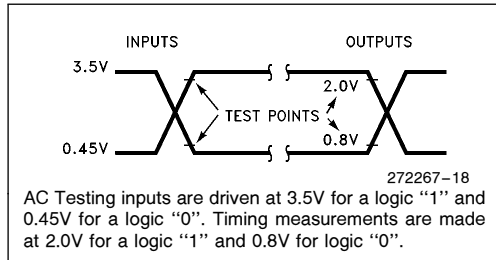 INPUTS OUTPUTS
3.5V 2.0V
TEST POINTS
0.45V 0.8V
272267–18
AC Testing inputs are driven at 3.5V for a logic ‘‘1’’ and
0.45V for a logic ‘‘0’’. Timing measurements are made
at 2.0V for a logic ‘‘1’’ and 0.8V for logic ‘‘0’’.